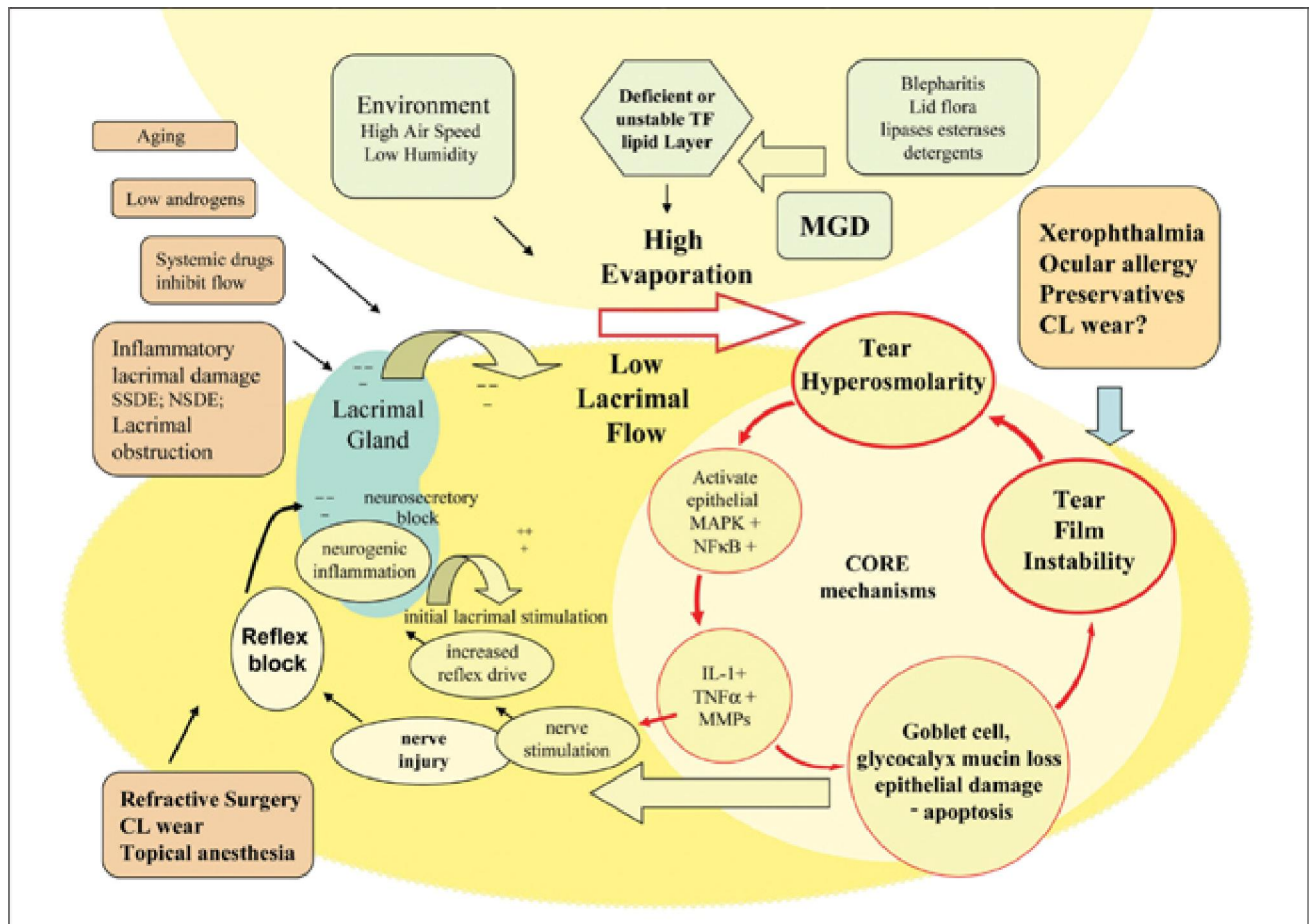 Environment
High Air Speed
Low Humidity
Deficient or
unstable TF
lipid Layer
Blepharitis
Lid flora
lipases esterases
detergents
MGD
Aging
Low androgens
Systemic drugs
inhibit flow
Inflammatory
lacrimal damage
SSDE; NSDE;
Lacrimal
obstruction
High
Evaporation
Xerophthalmia
Ocular allergy
Preservatives
CL wear?
-- 
-
-- 
-
Lacrimal
Gland
Low
Lacrimal
Flow
Tear
Hyperosmolarity
-- 
-
neurosecretory
block
neurogenic
inflammation
++
+
initial lacrimal stimulation
increased
reflex drive
Reflex
block
nerve
injury
nerve
stimulation
Activate
epithelial
MAPK +
NFκB +
CORE
mechanisms
Tear
Film
Instability
IL-1+
TNFα +
MMPs
Goblet cell,
glycocalyx mucin loss
epithelial damage
- apoptosis
Refractive Surgery
CL wear
Topical anesthesia